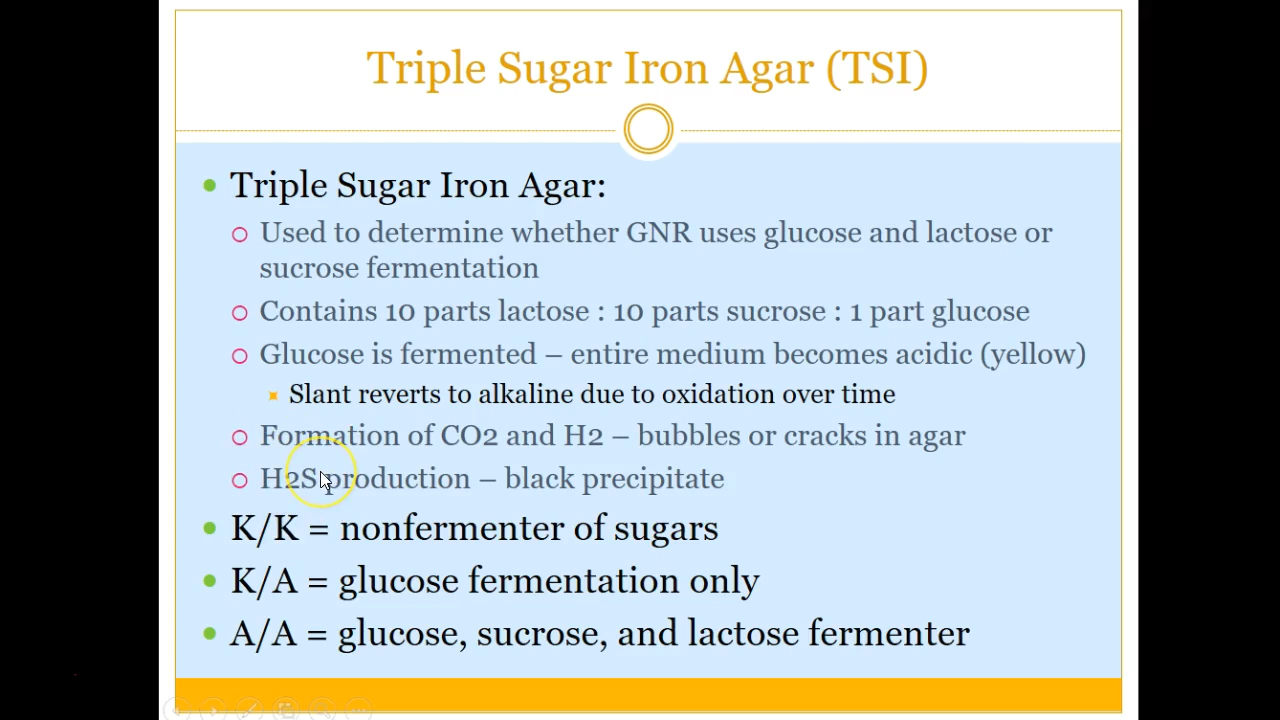 Triple Sugar Iron Agar (TSI)
Triple Sugar Iron Agar:
Used to determine whether GNR uses glucose and lactose or
sucrose fermentation
Contains 10 parts lactose : 10 parts sucrose : 1 part glucose
Glucose is fermented – entire medium becomes acidic (yellow)
Slant reverts to alkaline due to oxidation over time
Formation of CO2 and H2 – bubbles or cracks in agar
H2S production – black precipitate
K/K = nonfermenter of sugars
K/A = glucose fermentation only
A/A = glucose, sucrose, and lactose fermenter